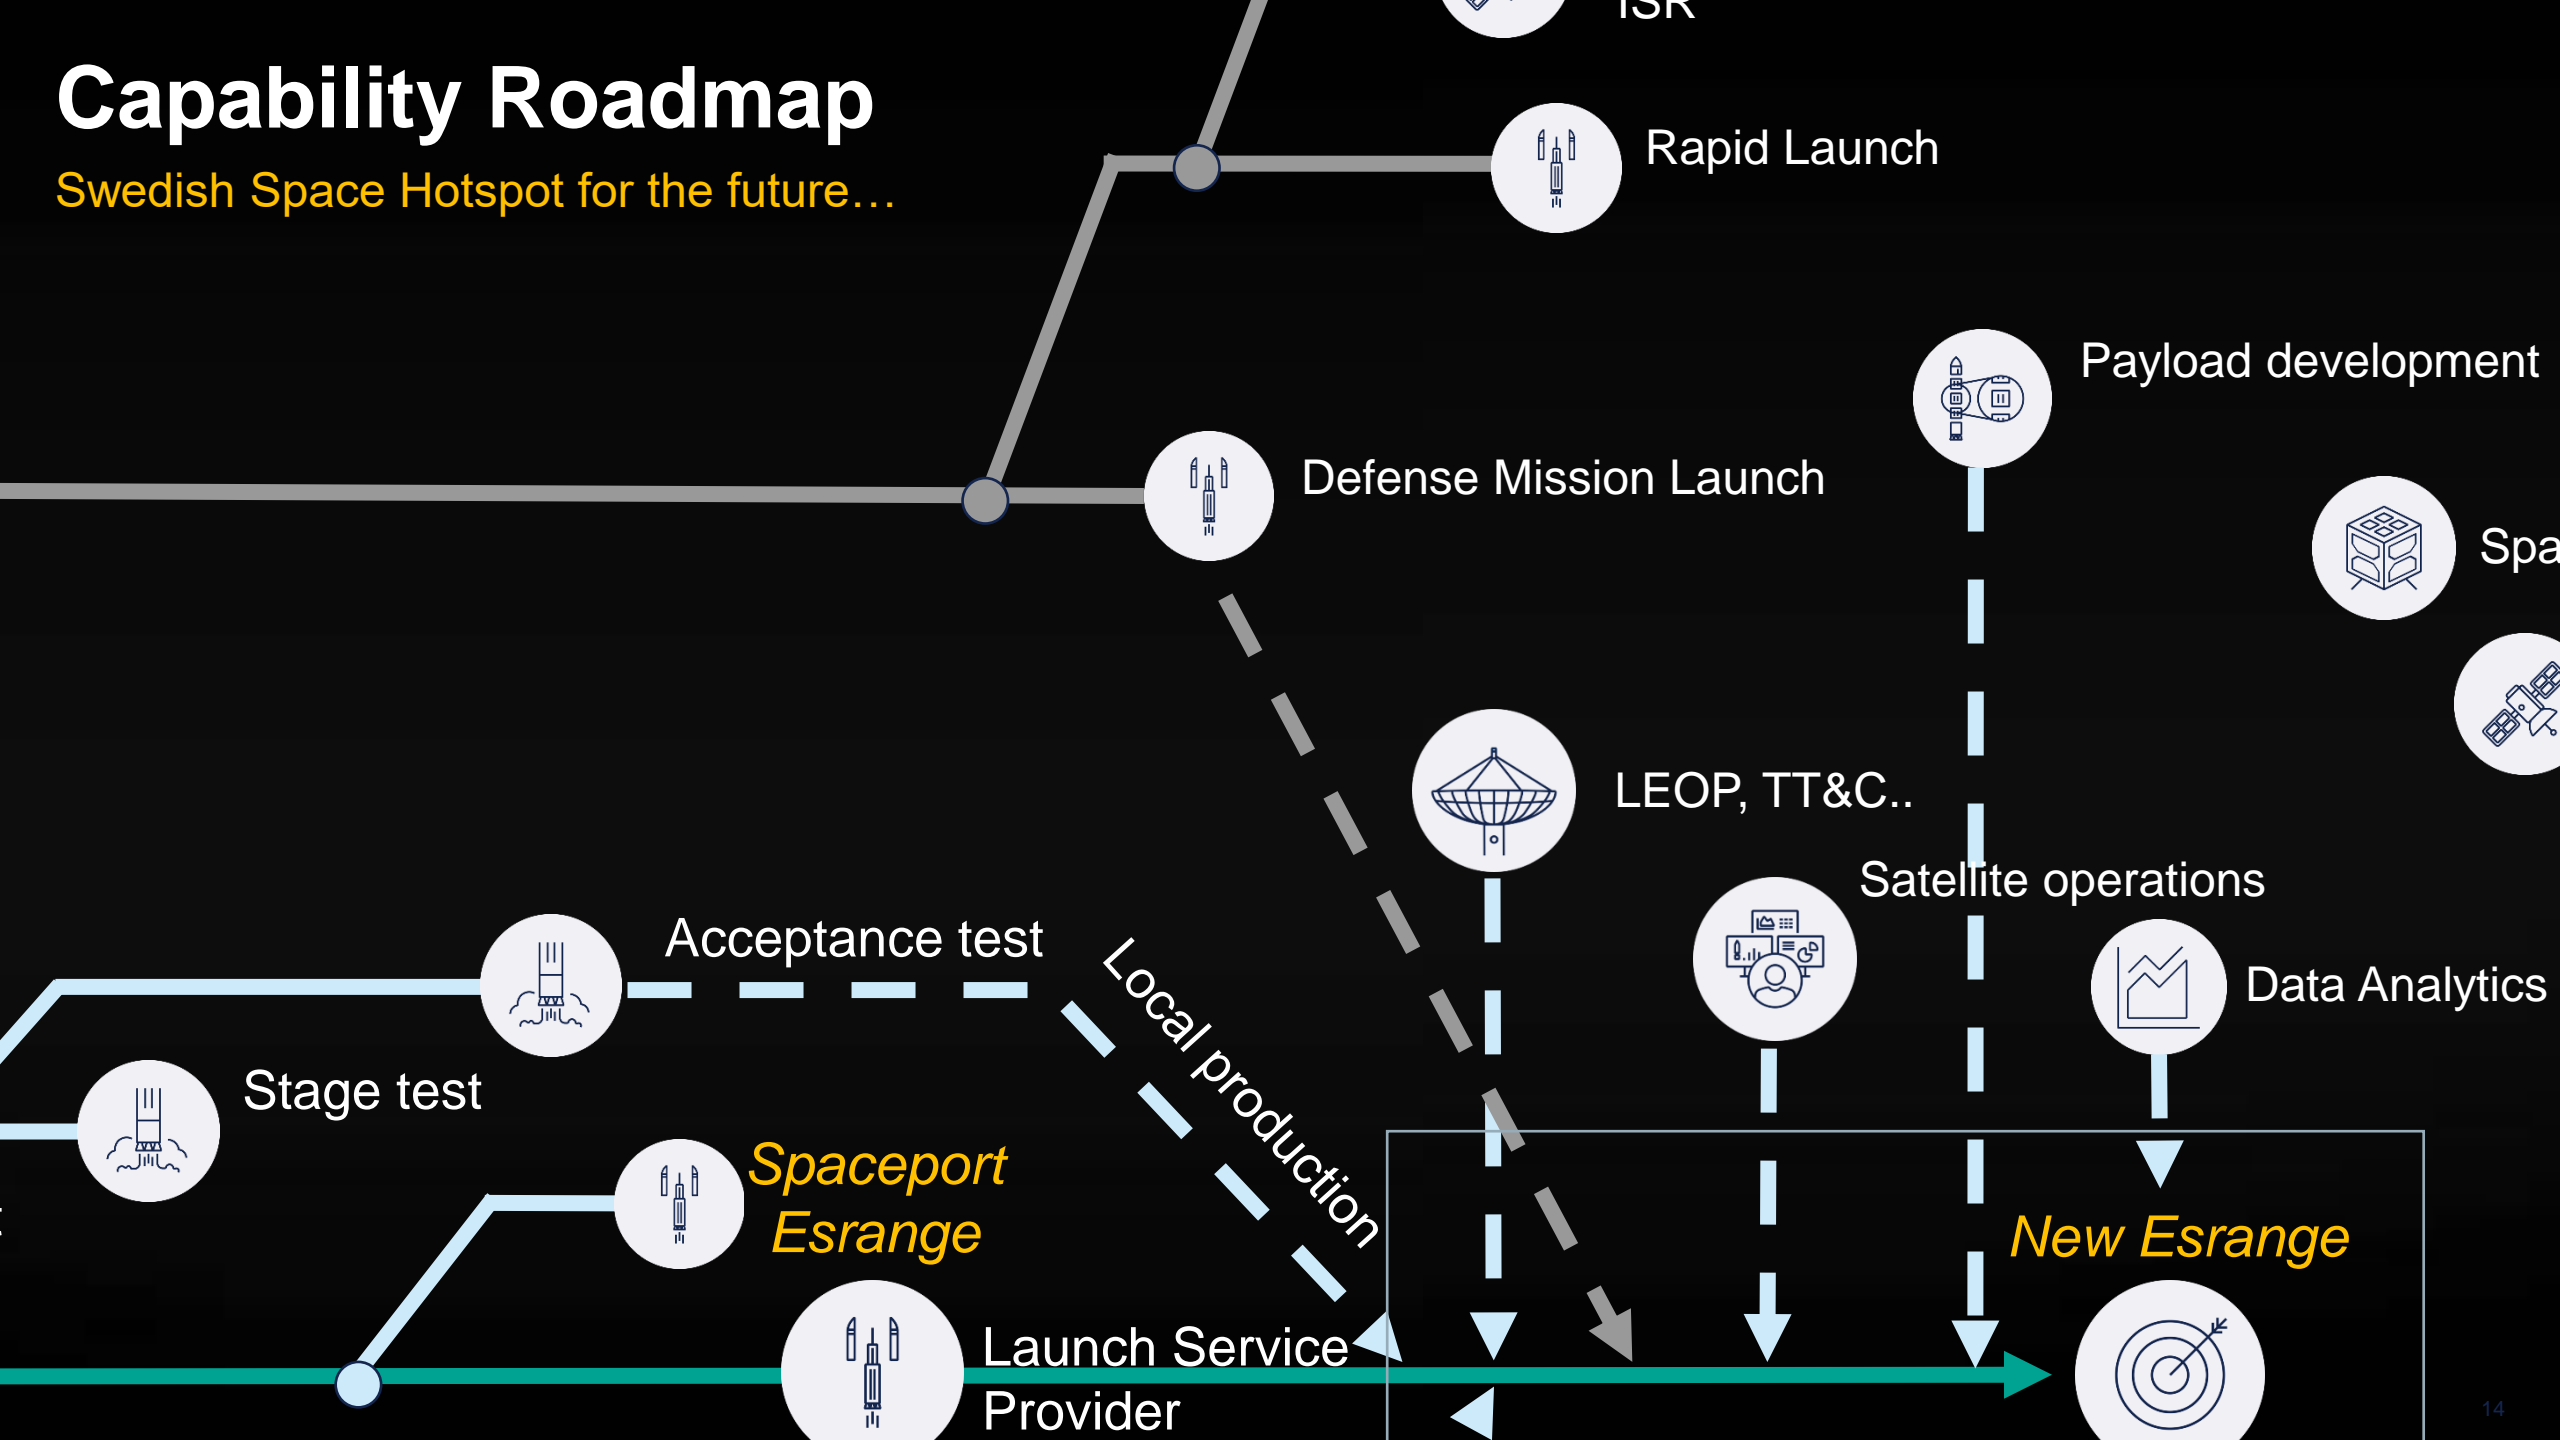 ISR
Capability Roadmap
Swedish Space Hotspot for the future…
Rapid Launch
Payload development
Defense Mission Launch
Spa
LEOP, TT&C..
Satellite operations
Acceptance test
Local production
Data Analytics
Stage test
Spaceport
Esrange
New Esrange
Launch Service
Provider
14